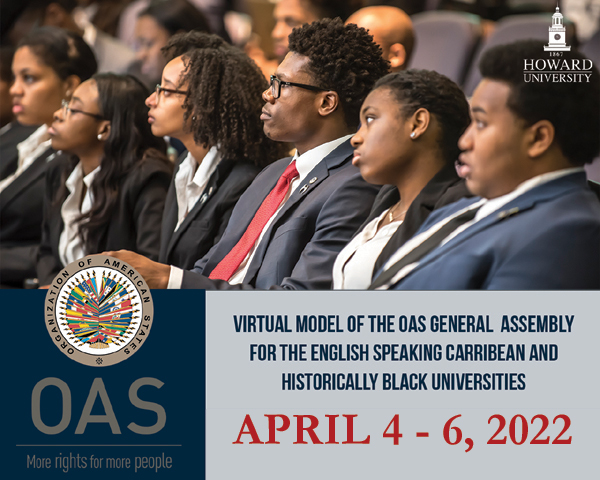 1867
HOWARD
UNIVERSITY
ORGANIZATION OF AMERICAN STATES
OAS
More rights for more people
VIRTUAL MODEL OF THE OAS GENERAL ASSEMBLY
FOR THE ENGLISH SPEAKING CARRIBEAN AND
HISTORICALLY BLACK UNIVERSITIES
APRIL 4 - 6, 2022